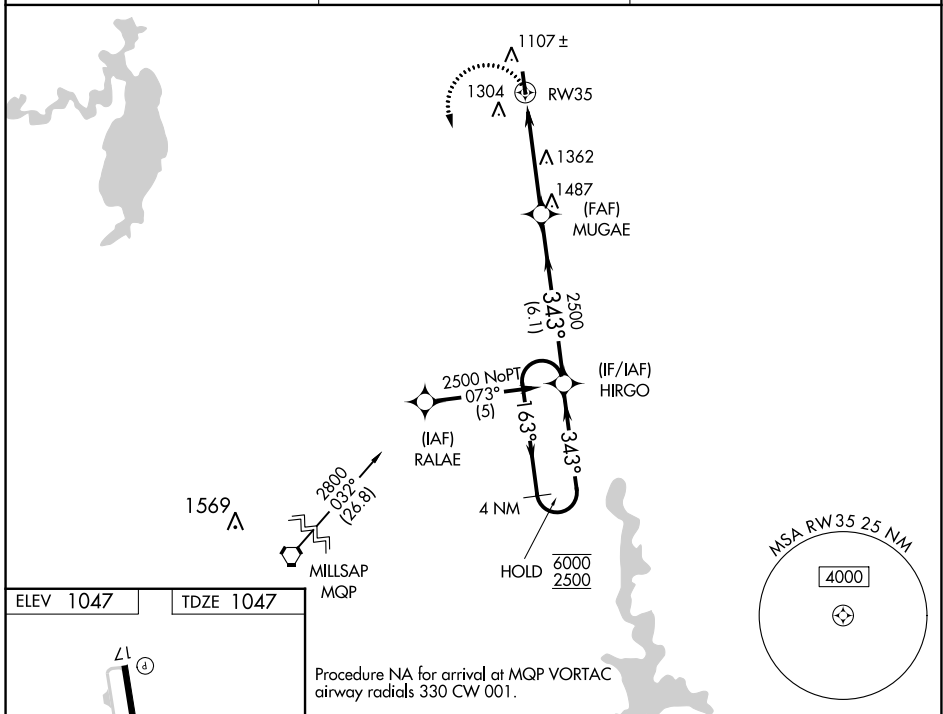 1107 ±
1304
RW35
1362
1487
(FAF)
MUGAE
2500
343°
(6.1)
(IF/IAF)
HIRGO
2500 NoPT
073°
(5)
163°
343°
(IAF)
RALAE
2800
032°
(26.8)
1569
4 NM
MILLSAP
MQP
HOLD
6000
2500
MSA RW35 25 NM
4000
ELEV 1047
TDZE 1047
17
P
Procedure NA for arrival at MQP VORTAC
airway radials 330 CW 001.